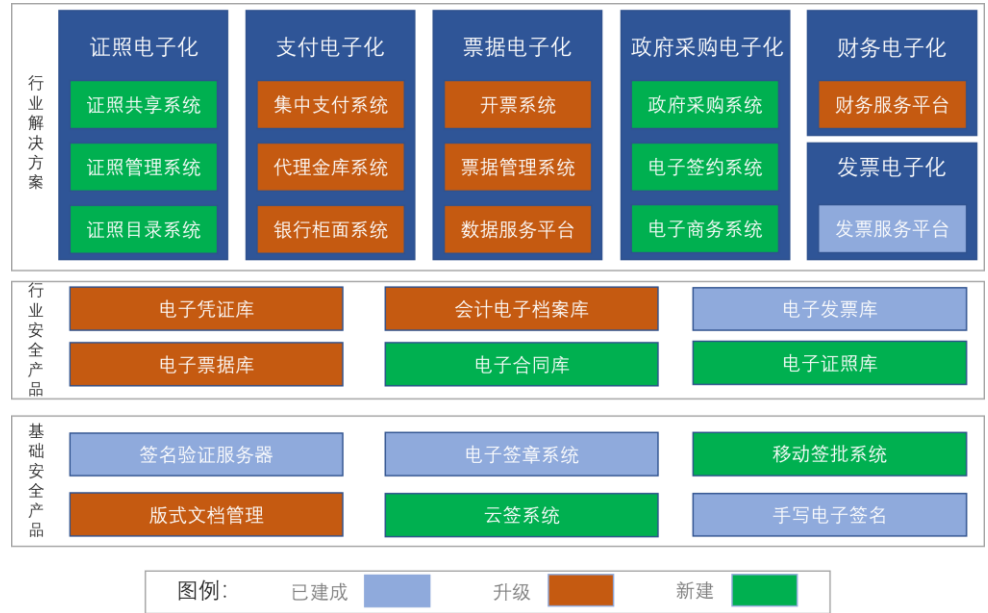 行业解决方案
证照电子化
证照共享系统
证照管理系统
证照目录系统
支付电子化
集中支付系统
代理金库系统
银行柜面系统
票据电子化
开票系统
票据管理系统
数据服务平台
政府采购电子化
政府采购系统
电子签约系统
电子商务系统
财务电子化
财务服务平台
发票电子化
发票服务平台
行业安全产品
电子凭证库
会计电子档案库
电子发票库
电子票据库
电子合同库
电子证照库
基础安全产品
签名验证服务器
电子签章系统
移动签批系统
版式文档管理
云签系统
手写电子签名
图例: 已建成 升级 新建